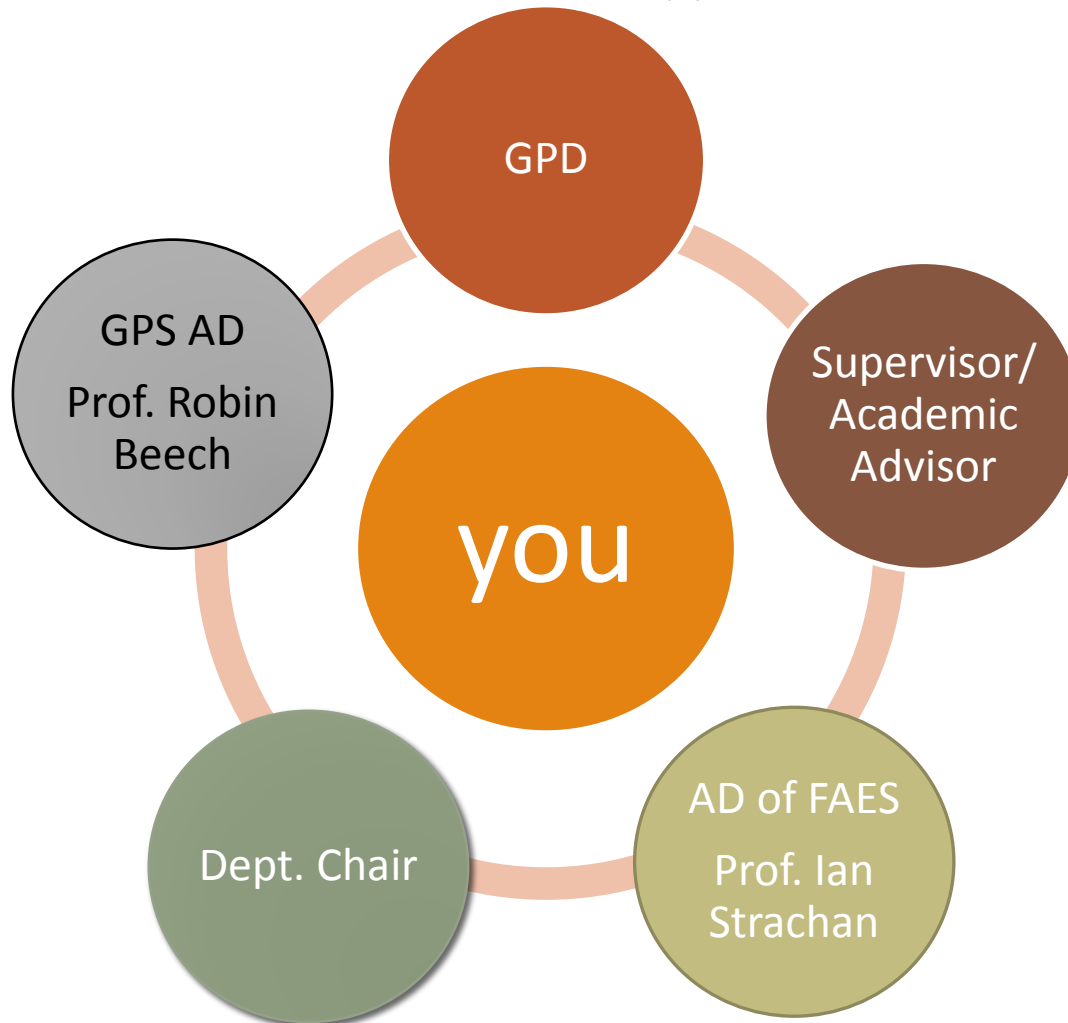 GPD
GPS AD
Prof. Robin
Beech
Supervisor/
Academic
Advisor
you
Dept. Chair
AD of FAES
Prof. Ian
Strachan